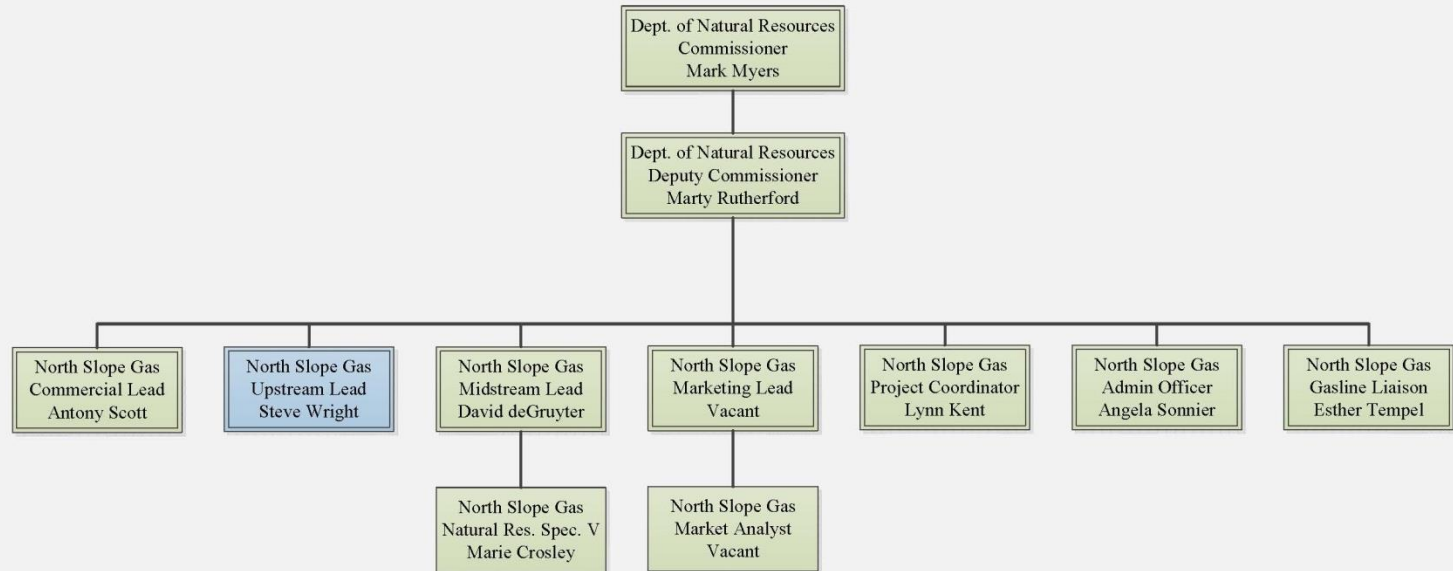 Dept. of Natural Resources
Commissioner
Mark Myers
Dept. of Natural Resources
Deputy Commissioner
Marty Rutherford
North Slope Gas
Commercial Lead
Antony Scott
North Slope Gas
Upstream Lead
Steve Wright
North Slope Gas
Midstream Lead
David deGruyter
North Slope Gas
Marketing Lead
Vacant
North Slope Gas
Project Coordinator
Lynn Kent
North Slope Gas
Admin Officer
Angela Sonnier
North Slope Gas
Gasline Liaison
Esther Tempel
North Slope Gas
Natural Res. Spec. V
Marie Crosley
North Slope Gas
Market Analyst
Vacant